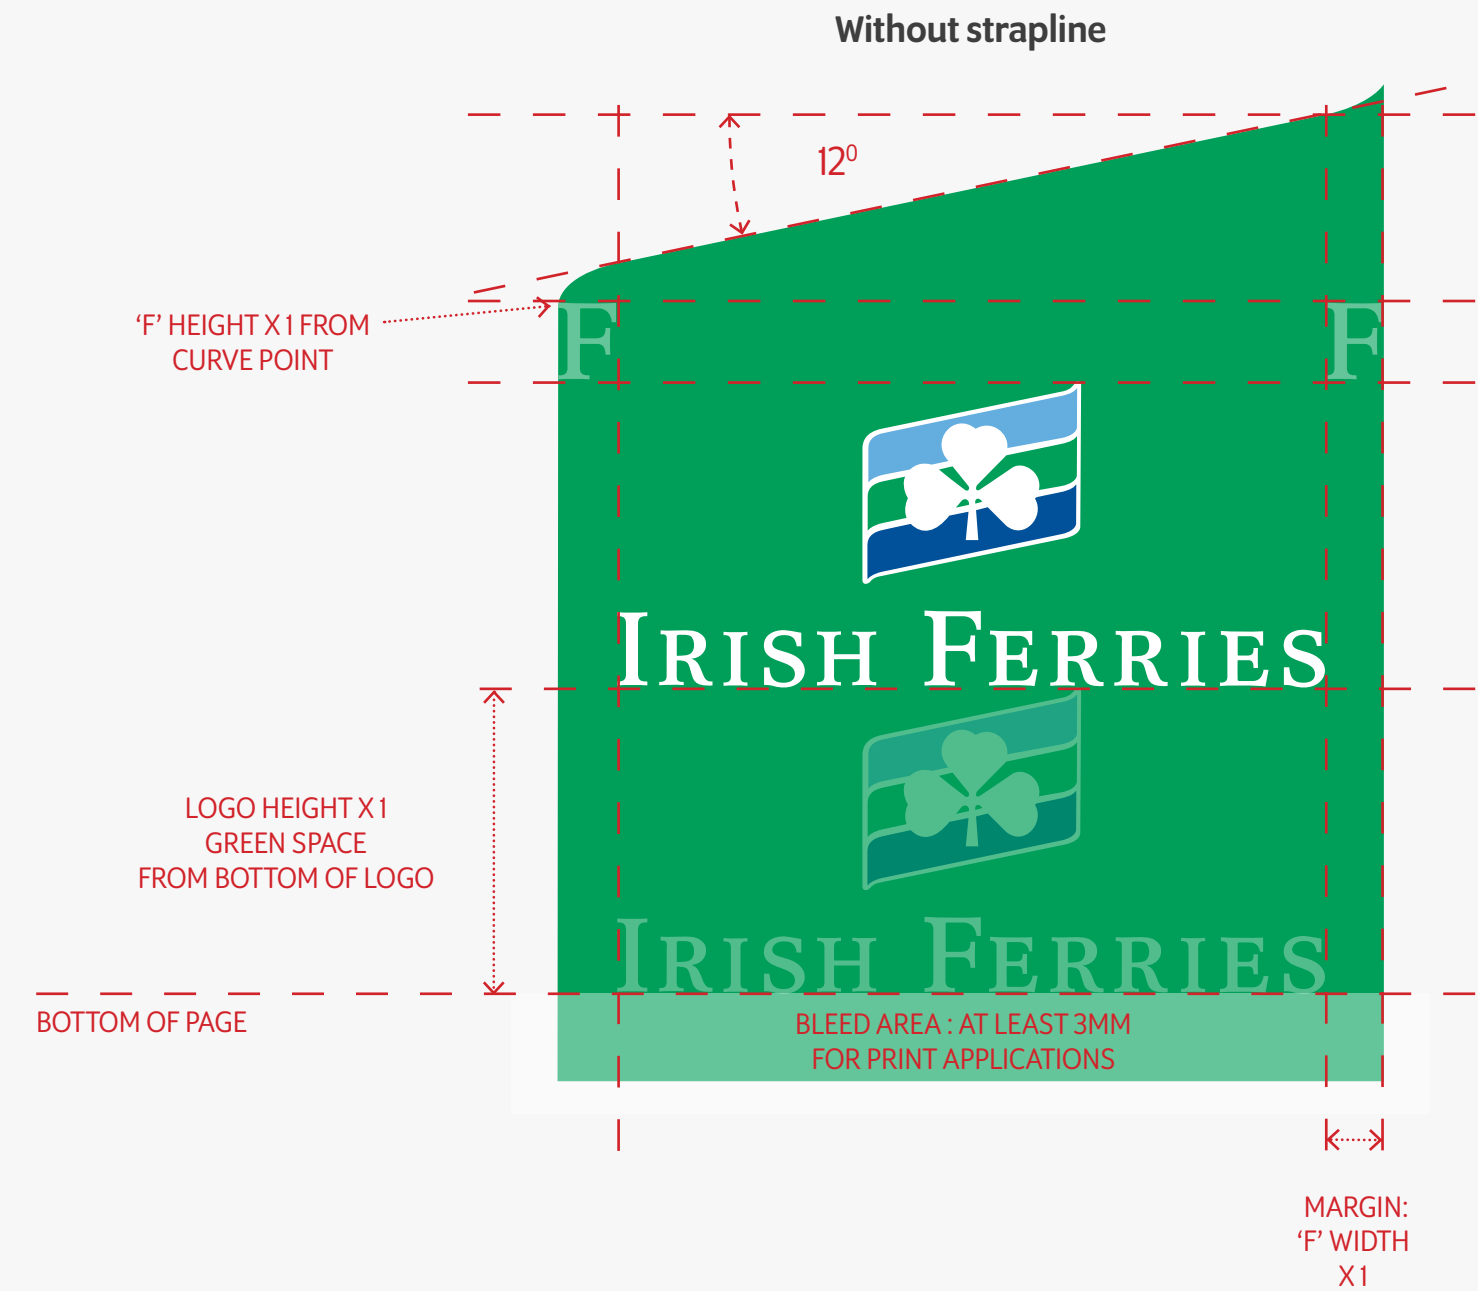 Without strapline
12⁰
‘F’ HEIGHT X 1 FROM
CURVE POINT
F
F
IRISH FERRIES
LOGO HEIGHT X 1
GREEN SPACE
FROM BOTTOM OF LOGO
IRISH FERRIES
BOTTOM OF PAGE
BLEED AREA : AT LEAST 3MM
FOR PRINT APPLICATIONS
MARGIN:
‘F’ WIDTH
X 1